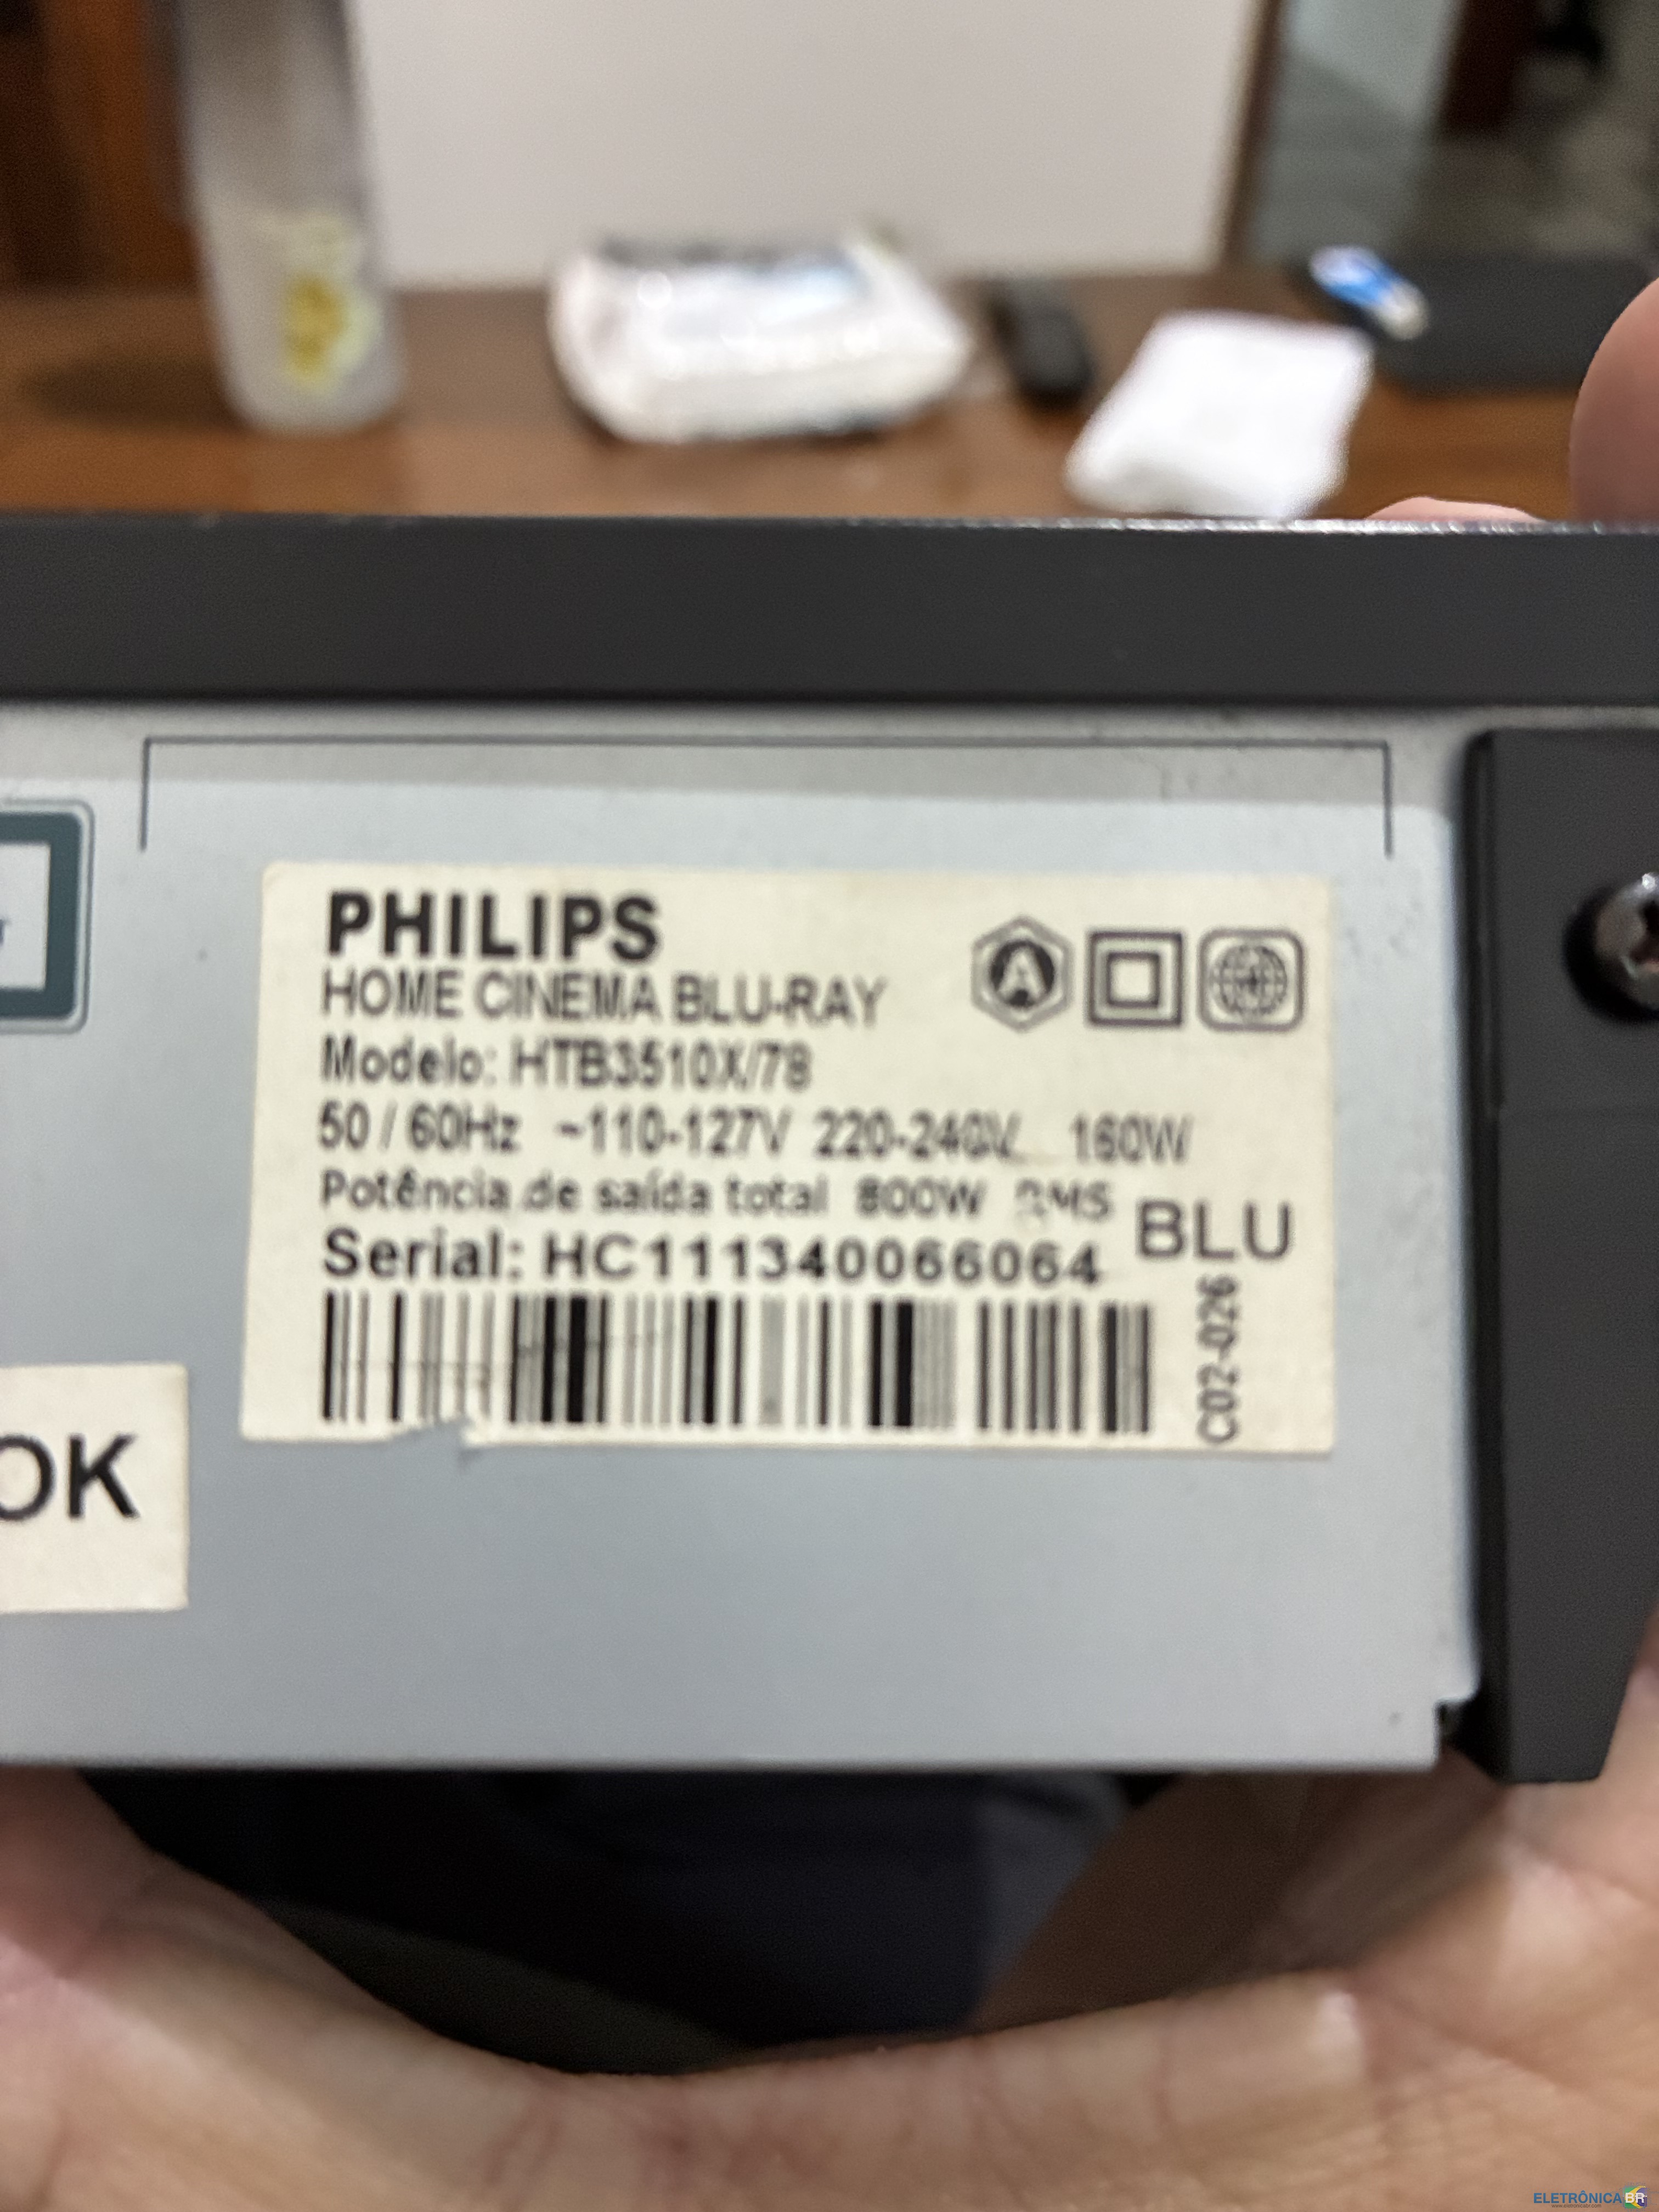 PHILIPS
HOME CINEMA BLU-RAY
Modelo: HTB3510X/78
50 / 60Hz ~110-127V 220-240V 160W
Potência de saída total 800W RMS
BLU
Serial: HC111340066064
C02-026
OK
ELETRÔNICA BR